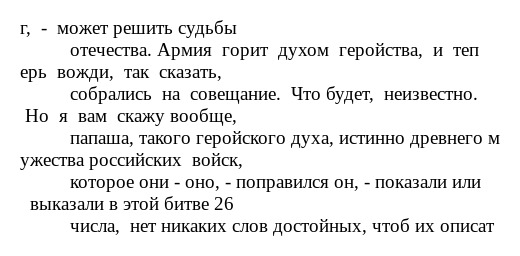 г, - может решить судьбы
отечества. Армия горит духом геройства, и теп
ерь вожди, так сказать,
собрались на совещание. Что будет, неизвестно.
Но я вам скажу вообще,
папаша, такого геройского духа, истинно древнего м
ужества российских войск,
которое они - оно, - поправился он, - показали или
выказали в этой битве 26
числа, нет никаких слов достойных, чтоб их описат